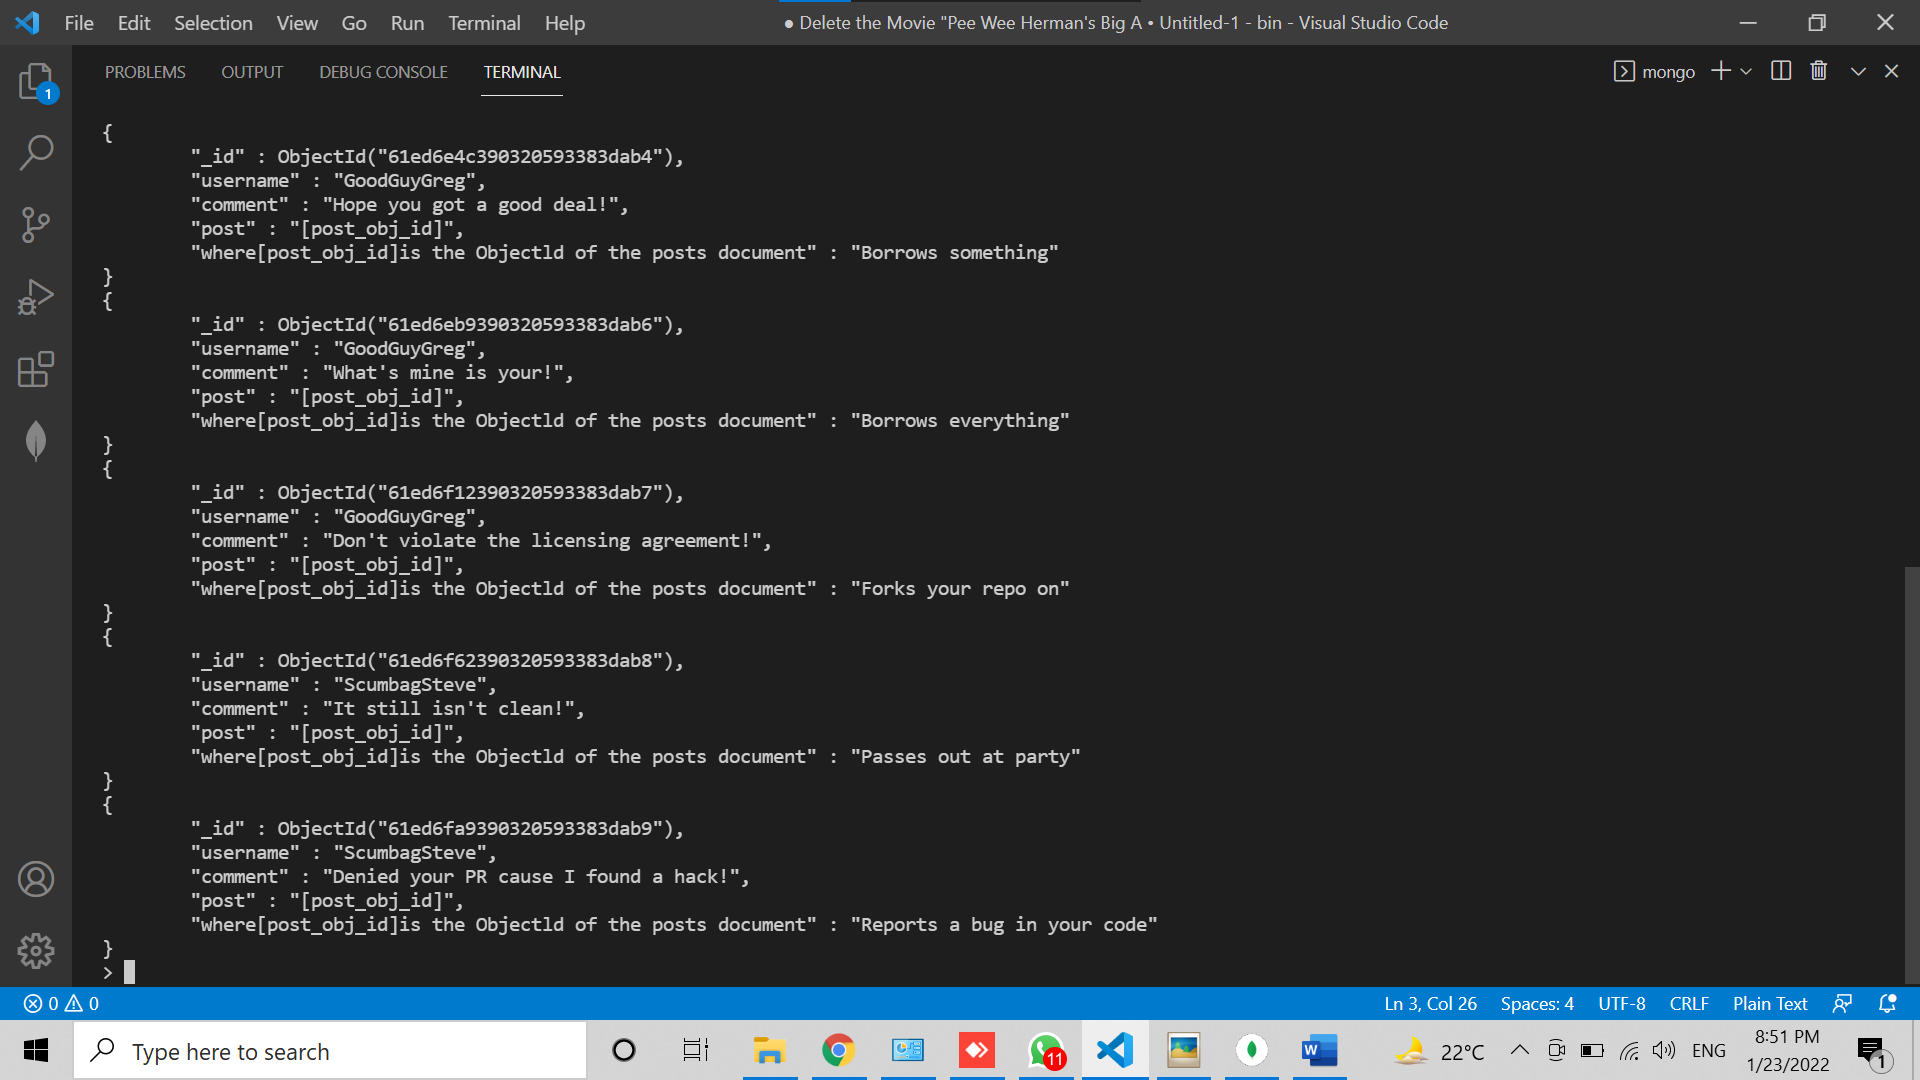 File Edit Selection View Go Run Terminal Help ● Delete the Movie "Pee Wee Herman's Big A • Untitled-1 - bin - Visual Studio Code
1
PROBLEMS OUTPUT DEBUG CONSOLE TERMINAL mongo
{
"_id" : ObjectId("61ed6e4c390320593383dab4"),
"username" : "GoodGuyGreg",
"comment" : "Hope you got a good deal!",
"post" : "[post_obj_id]",
"where[post_obj_id]is the Objectld of the posts document" : "Borrows something"
}
{
"_id" : ObjectId("61ed6eb9390320593383dab6"),
"username" : "GoodGuyGreg",
"comment" : "What's mine is your!",
"post" : "[post_obj_id]",
"where[post_obj_id]is the Objectld of the posts document" : "Borrows everything"
}
{
"_id" : ObjectId("61ed6f12390320593383dab7"),
"username" : "GoodGuyGreg",
"comment" : "Don't violate the licensing agreement!",
"post" : "[post_obj_id]",
"where[post_obj_id]is the Objectld of the posts document" : "Forks your repo on"
}
{
"_id" : ObjectId("61ed6f62390320593383dab8"),
"username" : "ScumbagSteve",
"comment" : "It still isn't clean!",
"post" : "[post_obj_id]",
"where[post_obj_id]is the Objectld of the posts document" : "Passes out at party"
}
{
"_id" : ObjectId("61ed6fa9390320593383dab9"),
"username" : "ScumbagSteve",
"comment" : "Denied your PR cause I found a hack!",
"post" : "[post_obj_id]",
"where[post_obj_id]is the Objectld of the posts document" : "Reports a bug in your code"
}
>
0 0 Ln 3, Col 26 Spaces: 4 UTF-8 CRLF Plain Text
Type here to search 11 W 22°C ENG 8:51 PM
1/23/2022 1